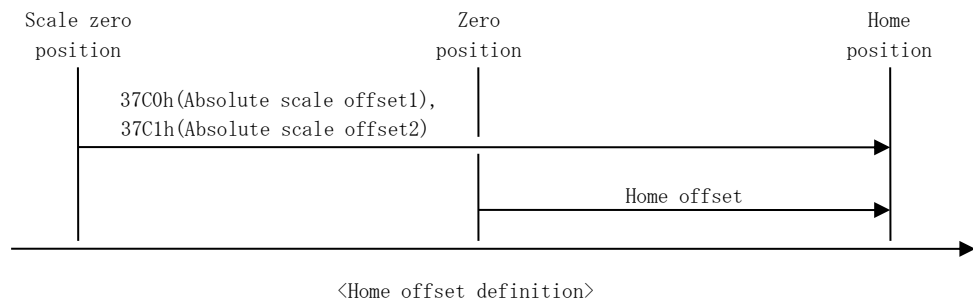 Scale zero
position
Zero
position
Home
position
37C0h(Absolute scale offset1),
37C1h(Absolute scale offset2)
Home offset
<Home offset definition>